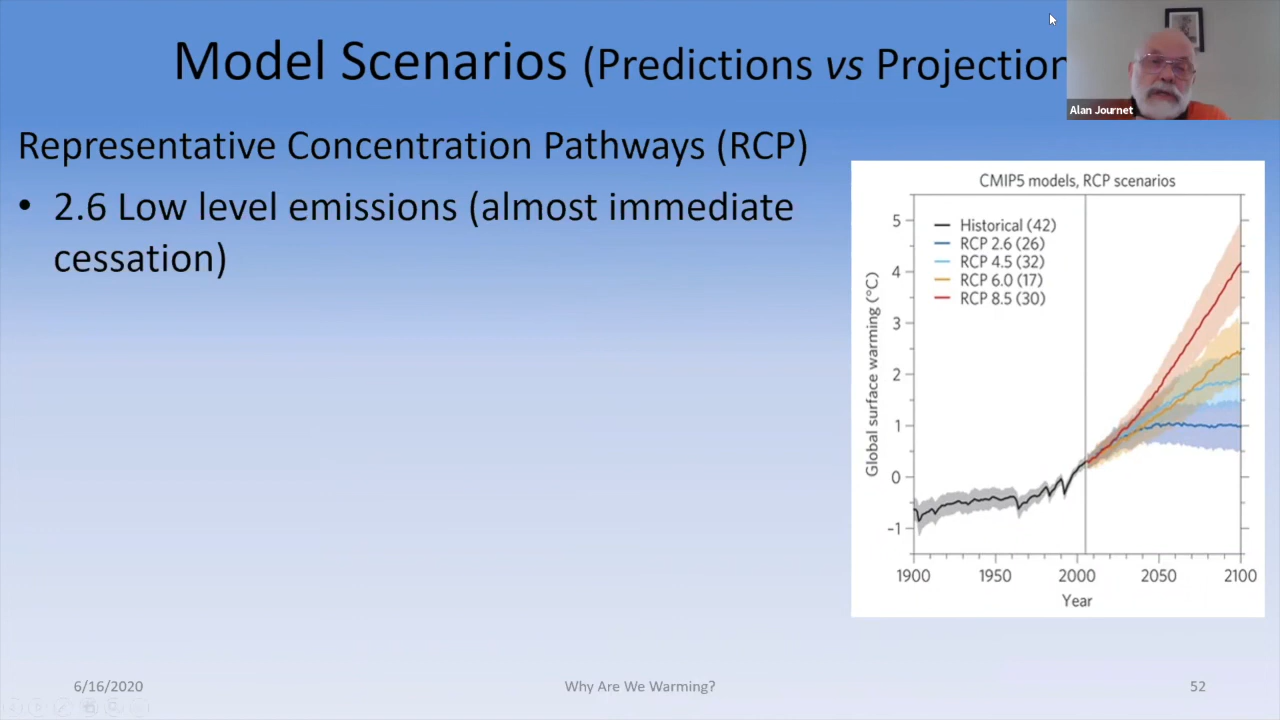 Model Scenarios (Predictions vs Projection
Alan Journet
Representative Concentration Pathways (RCP)
• 2.6 Low level emissions (almost immediate
cessation)
CMIP5 models, RCP scenarios
Historical (42)
RCP 2.6 (26)
RCP 4.5 (32)
RCP 6.0 (17)
RCP 8.5 (30)
Global surface warming (°C)
5
4
3
2
1
0
-1
1900 1950 2000 2050 2100
Year
6/16/2020 Why Are We Warming? 52